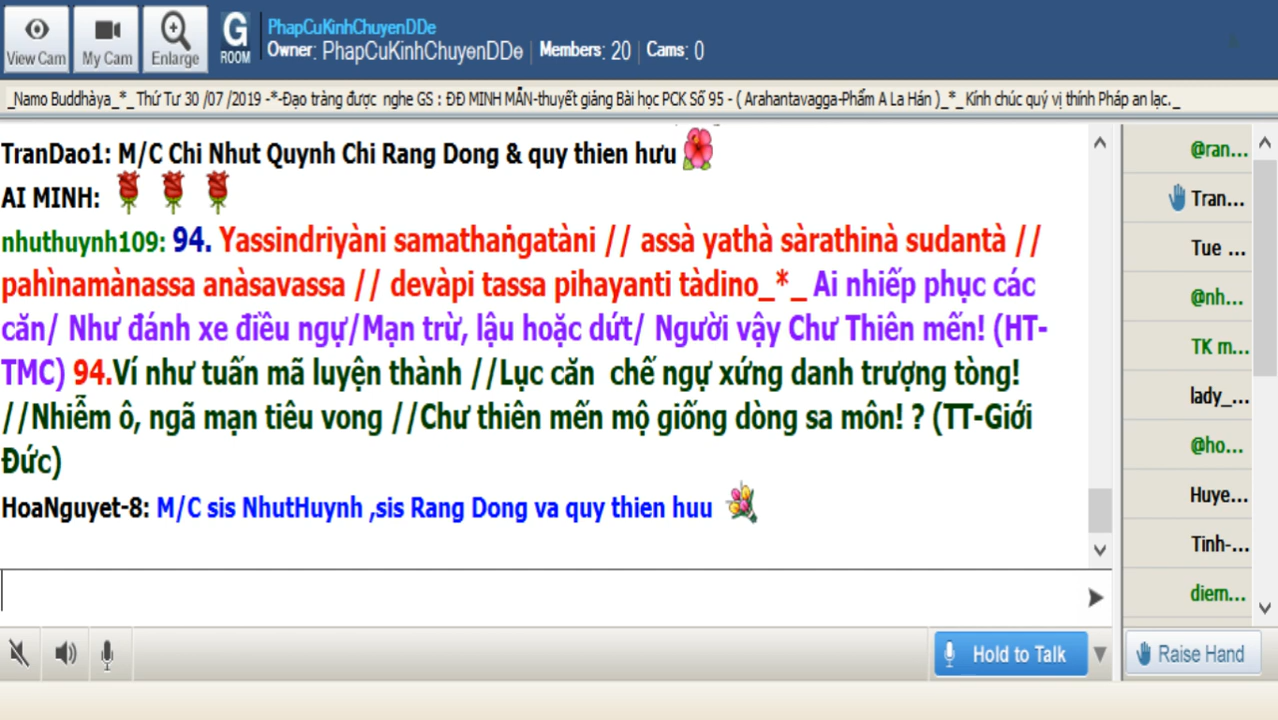 View Cam
My Cam
Enlarge
G
ROOM
PhapCuKinhChuyenDDe
Owner: PhapCuKinhChuyenDDe | Members: 20 | Cams: 0
_Namo Buddhàya_*_ Thứ Tư 30 /07 /2019 -*-Đạo tràng được nghe GS : ĐĐ MINH MẪN-thuyết giảng Bài học PCK Số 95 - ( Arahantavagga-Phẩm A La Hán )_*_ Kính chúc quý vị thính Pháp an lạc._
TranDao1: M/C Chi Nhut Quynh Chi Rang Dong & quy thien hưu
AI MINH:
nhuthuynh109: 94. Yassindriyàni samathaṅgatàni // assà yathà sàrathinà sudantà //
pahìnamànassa anàsavassa // devàpi tassa pihayanti tàdino_*_ Ai nhiếp phục các
căn/ Như đánh xe điều ngự/Mạn trừ, lậu hoặc dứt/ Người vậy Chư Thiên mến! (HT-
TMC) 94.Ví như tuấn mã luyện thành //Lục căn chế ngự xứng danh trượng tòng!
//Nhiễm ô, ngã mạn tiêu vong //Chư thiên mến mộ giống dòng sa môn! ? (TT-Giới
Đức)
HoaNguyet-8: M/C sis NhutHuynh ,sis Rang Dong va quy thien huu
@ran...
Tran...
Tue ...
@nh...
TK m...
lady_...
@ho...
Huye...
Tinh-...
diem...
Hold to Talk
Raise Hand